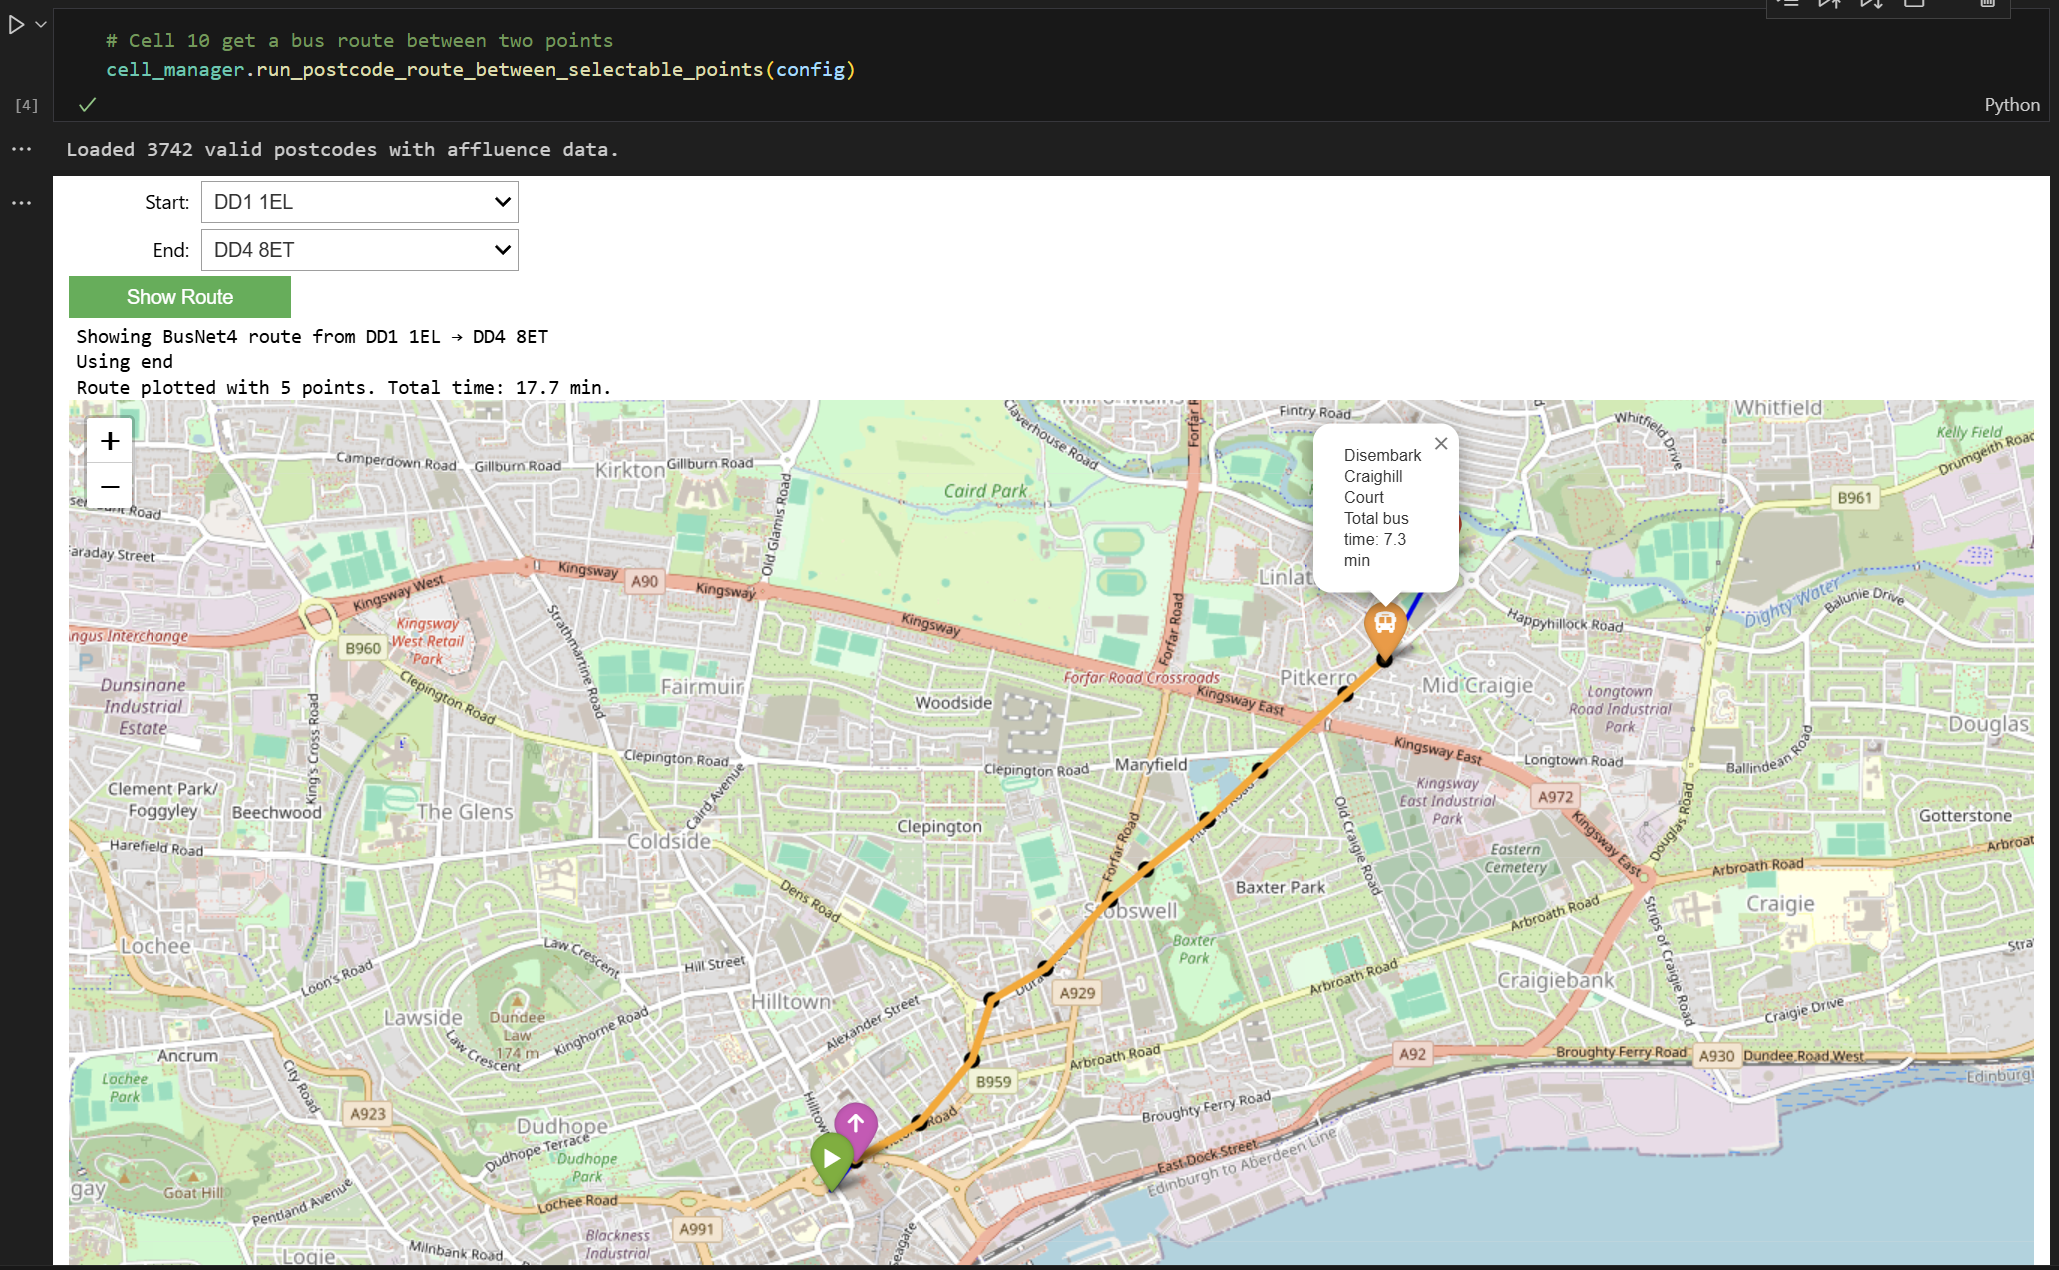 # Cell 10 get a bus route between two points
cell_manager.run_postcode_route_between_selectable_points(config)
[4]
Python
Loaded 3742 valid postcodes with affluence data.
Start: DD1 1EL
End: DD4 8ET
Show Route
Showing BusNet4 route from DD1 1EL → DD4 8ET
Using end
Route plotted with 5 points. Total time: 17.7 min.
+
−
Disembark
Craighill
Court
Total bus
time: 7.3
min
×
Claverhouse Road
Fintry Road
Whitfield
Whitfield Drive
Kelly Field
Drumgeith Road
B961
Camperdown Road
Gillburn Road
Kirkton
Gillburn Road
Old Glamis Road
Caird Park
Faraday Street
Kingsway West
Kingsway
A90
Kingsway
Kingsway
Forfar Road
Dighty Water
Balunie Drive
Happyhillock Road
Angus Interchange
Kingsway
West Retail
Park
B960
Strathmartine Road
Forfar Road Crossroads
Kingsway East
Mid Craigie
Dunsinane
Industrial
Estate
Clepington Road
Fairmuir
Woodside
Longtown
Road Industrial
Park
Douglas
King's Cross Road
Clepington Road
Clepington Road
Maryfield
Kingsway East
Longtown Road
Ballindean Road
Clement Park/
Foggyley
Beechwood
The Glens
Caird Avenue
Kingsway
East Industrial
Park
A972
Kingsway East
Douglas Road
Gotterstone
Harefield Road
Coldside
Clepington
Forfar Road
Old Craigie Road
Eastern
Cemetery
Arbroath Road
Dens Road
Baxter Park
Craigie
Lochee
Loon's Road
Law Crescent
Hill Street
Baxter
Park
Arbroath Road
Strips of Craigie Road
Arbroath Road
Craigiebank
A929
Hilltown
Alexander Street
Lawside
Dundee
Law
174 m
Law Crescent
Kinghorne Road
Craigie Drive
Ancrum
City Road
Arbroath Road
A92
Broughty Ferry Road
A930
Dundee Road West
Lochee
Park
B959
A923
Dudhope
Dudhope Terrace
Dudhope
Park
Broughty Ferry Road
East Dock Street
Edinburgh to Aberdeen Line
Goat Hill
Pentland Avenue
Lochee Road
A991
Blackness
Industrial
Milnbank Road
Logie
Seagate